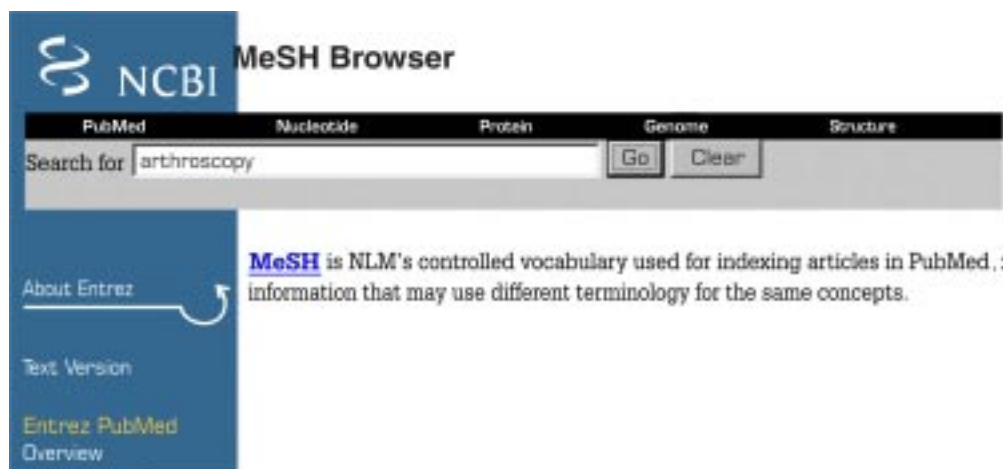 NCBI
MeSH Browser
PubMed Nucleotide Protein Genome Structure
Search for arthroscopy Go Clear
MeSH is NLM's controlled vocabulary used for indexing articles in PubMed,
information that may use different terminology for the same concepts.
About Entrez
Text Version
Entrez PubMed
Overview